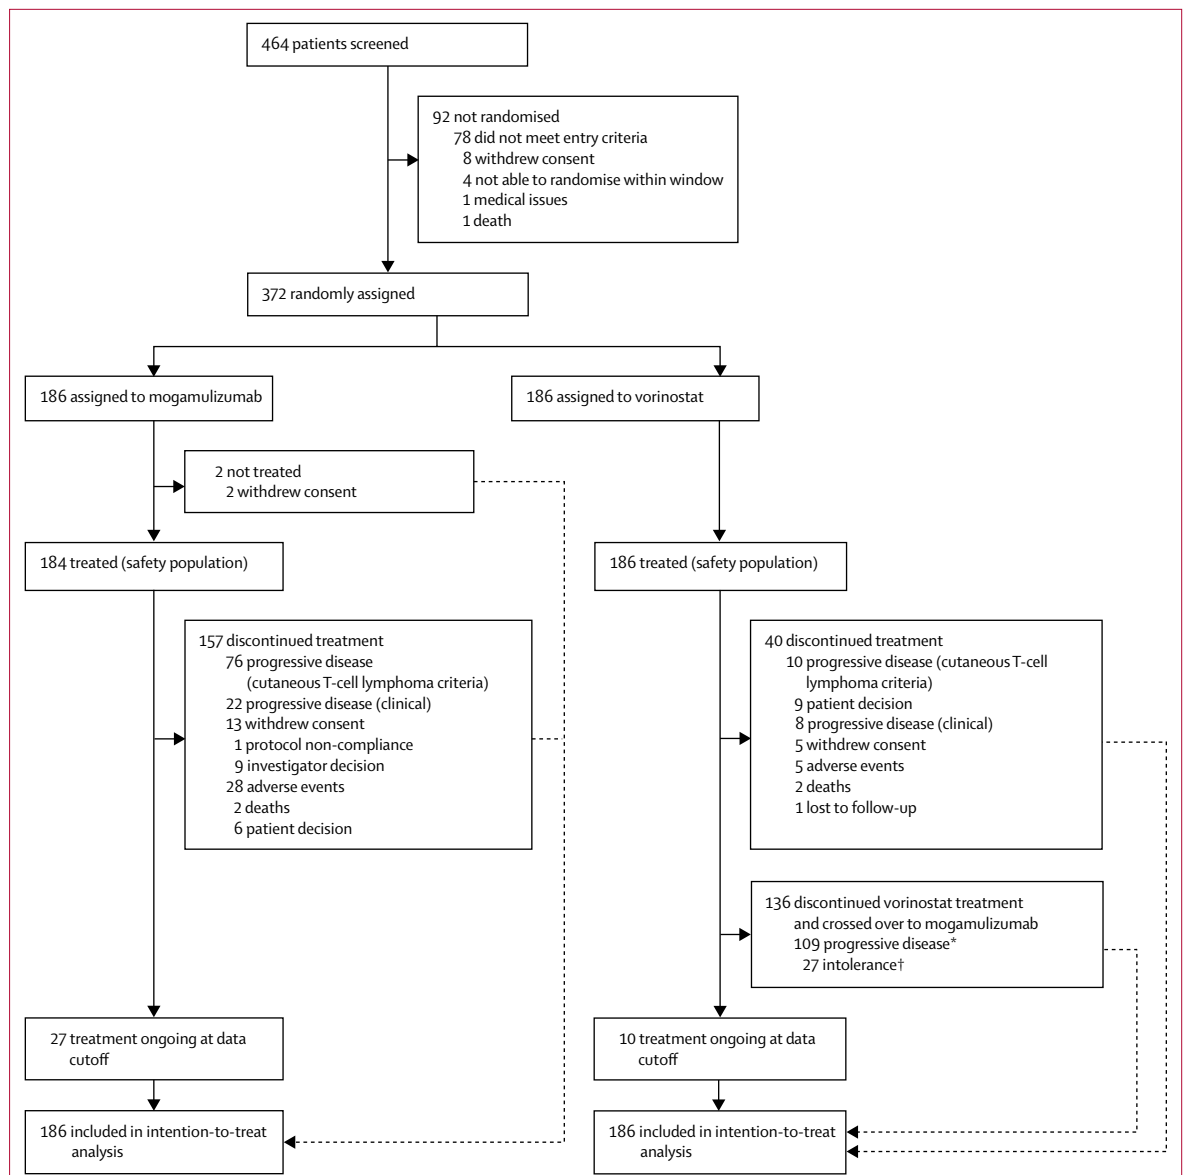 464 patients screened
92 not randomised
78 did not meet entry criteria
8 withdrew consent
4 not able to randomise within window
1 medical issues
1 death
372 randomly assigned
186 assigned to mogamulizumab
186 assigned to vorinostat
2 not treated
2 withdrew consent
184 treated (safety population)
186 treated (safety population)
157 discontinued treatment
76 progressive disease
(cutaneous T-cell lymphoma criteria)
22 progressive disease (clinical)
13 withdrew consent
1 protocol non-compliance
9 investigator decision
28 adverse events
2 deaths
6 patient decision
40 discontinued treatment
10 progressive disease (cutaneous T-cell
lymphoma criteria)
9 patient decision
8 progressive disease (clinical)
5 withdrew consent
5 adverse events
2 deaths
1 lost to follow-up
136 discontinued vorinostat treatment
and crossed over to mogamulizumab
109 progressive disease*
27 intolerance†
27 treatment ongoing at data
cutoff
10 treatment ongoing at data
cutoff
186 included in intention-to-treat
analysis
186 included in intention-to-treat
analysis